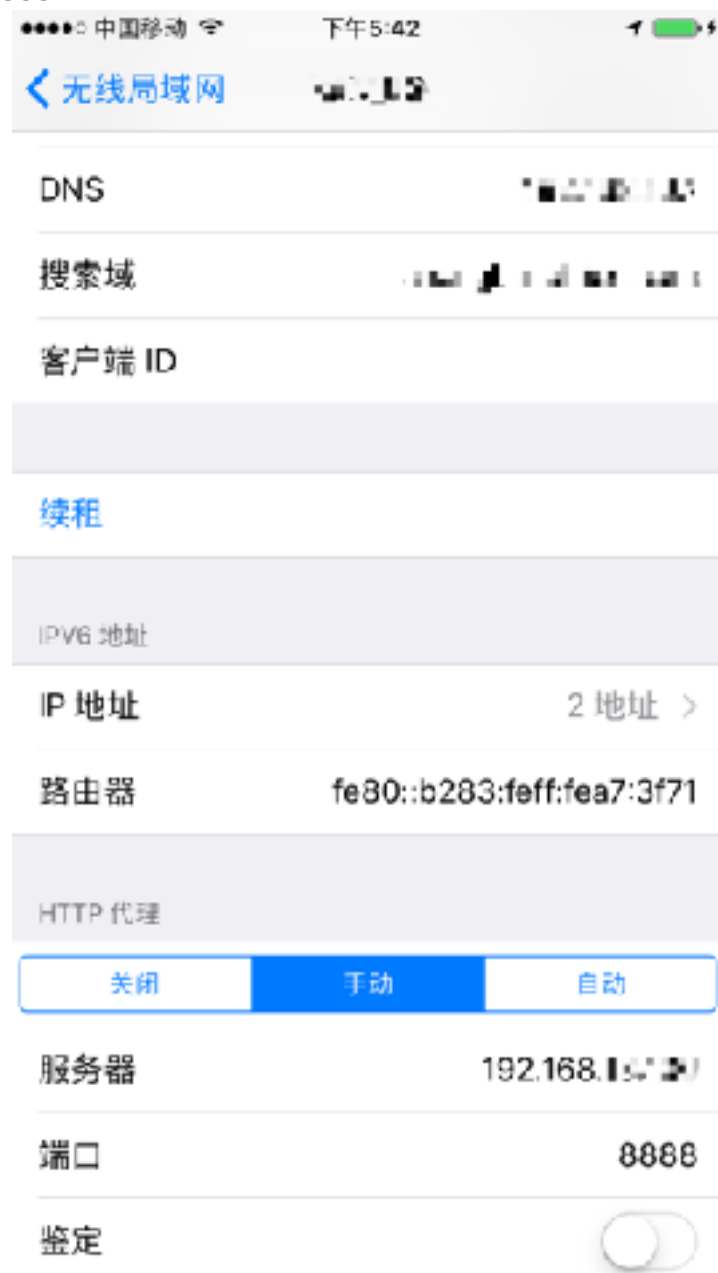 中国移动 下午5:42
无线局域网
DNS
搜索域
客户端 ID
续租
IPV6 地址
IP 地址 2 地址
路由器 fe80::b283:feff:fea7:3f71
HTTP 代理
关闭 手动 自动
服务器 192.168.
端口 8888
鉴定